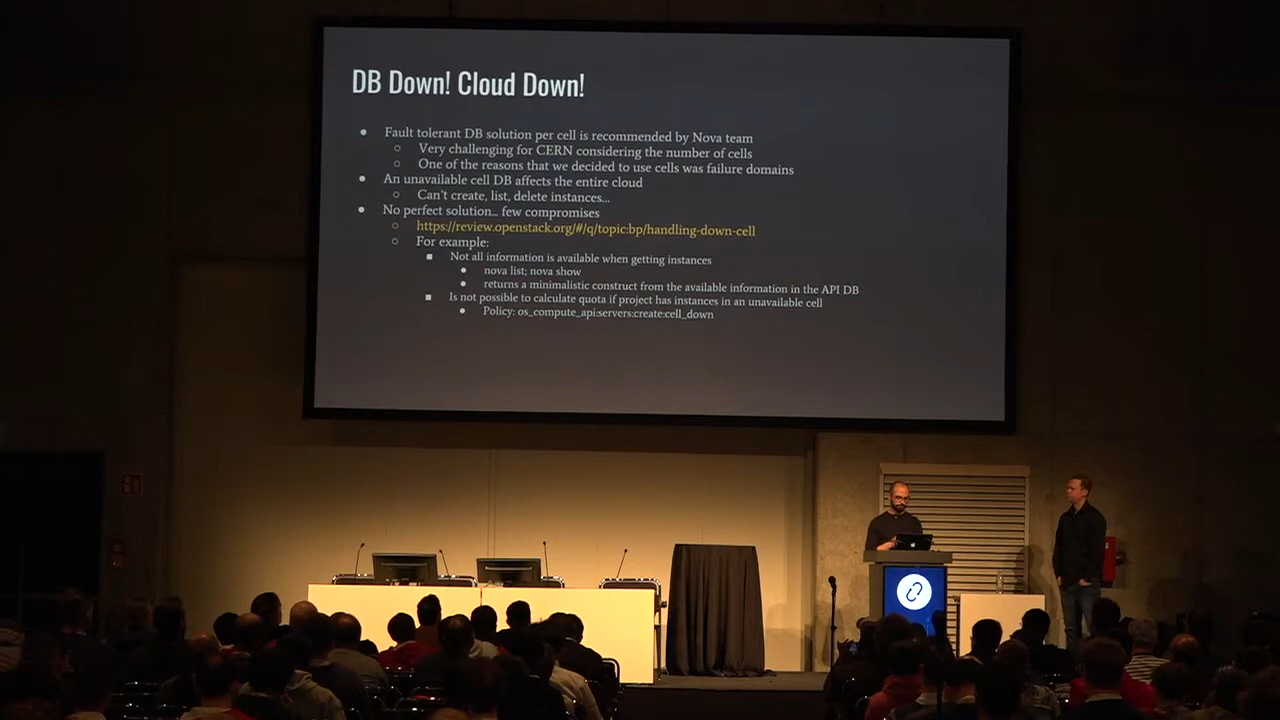 DB Down! Cloud Down!
Fault tolerant DB solution per cell is recommended by Nova team
Very challenging for CERN considering the number of cells
One of the reasons that we decided to use cells was failure domains
An unavailable cell DB affects the entire cloud
Can't create, list, delete instances...
No perfect solution... few compromises
https://review.openstack.org/#/q/topic:bp/handling-down-cell
For example:
Not all information is available when getting instances
nova list; nova show
returns a minimalistic construct from the available information in the API DB
Is not possible to calculate quota if project has instances in an unavailable cell
Policy: os_compute_api:servers:create:cell_down